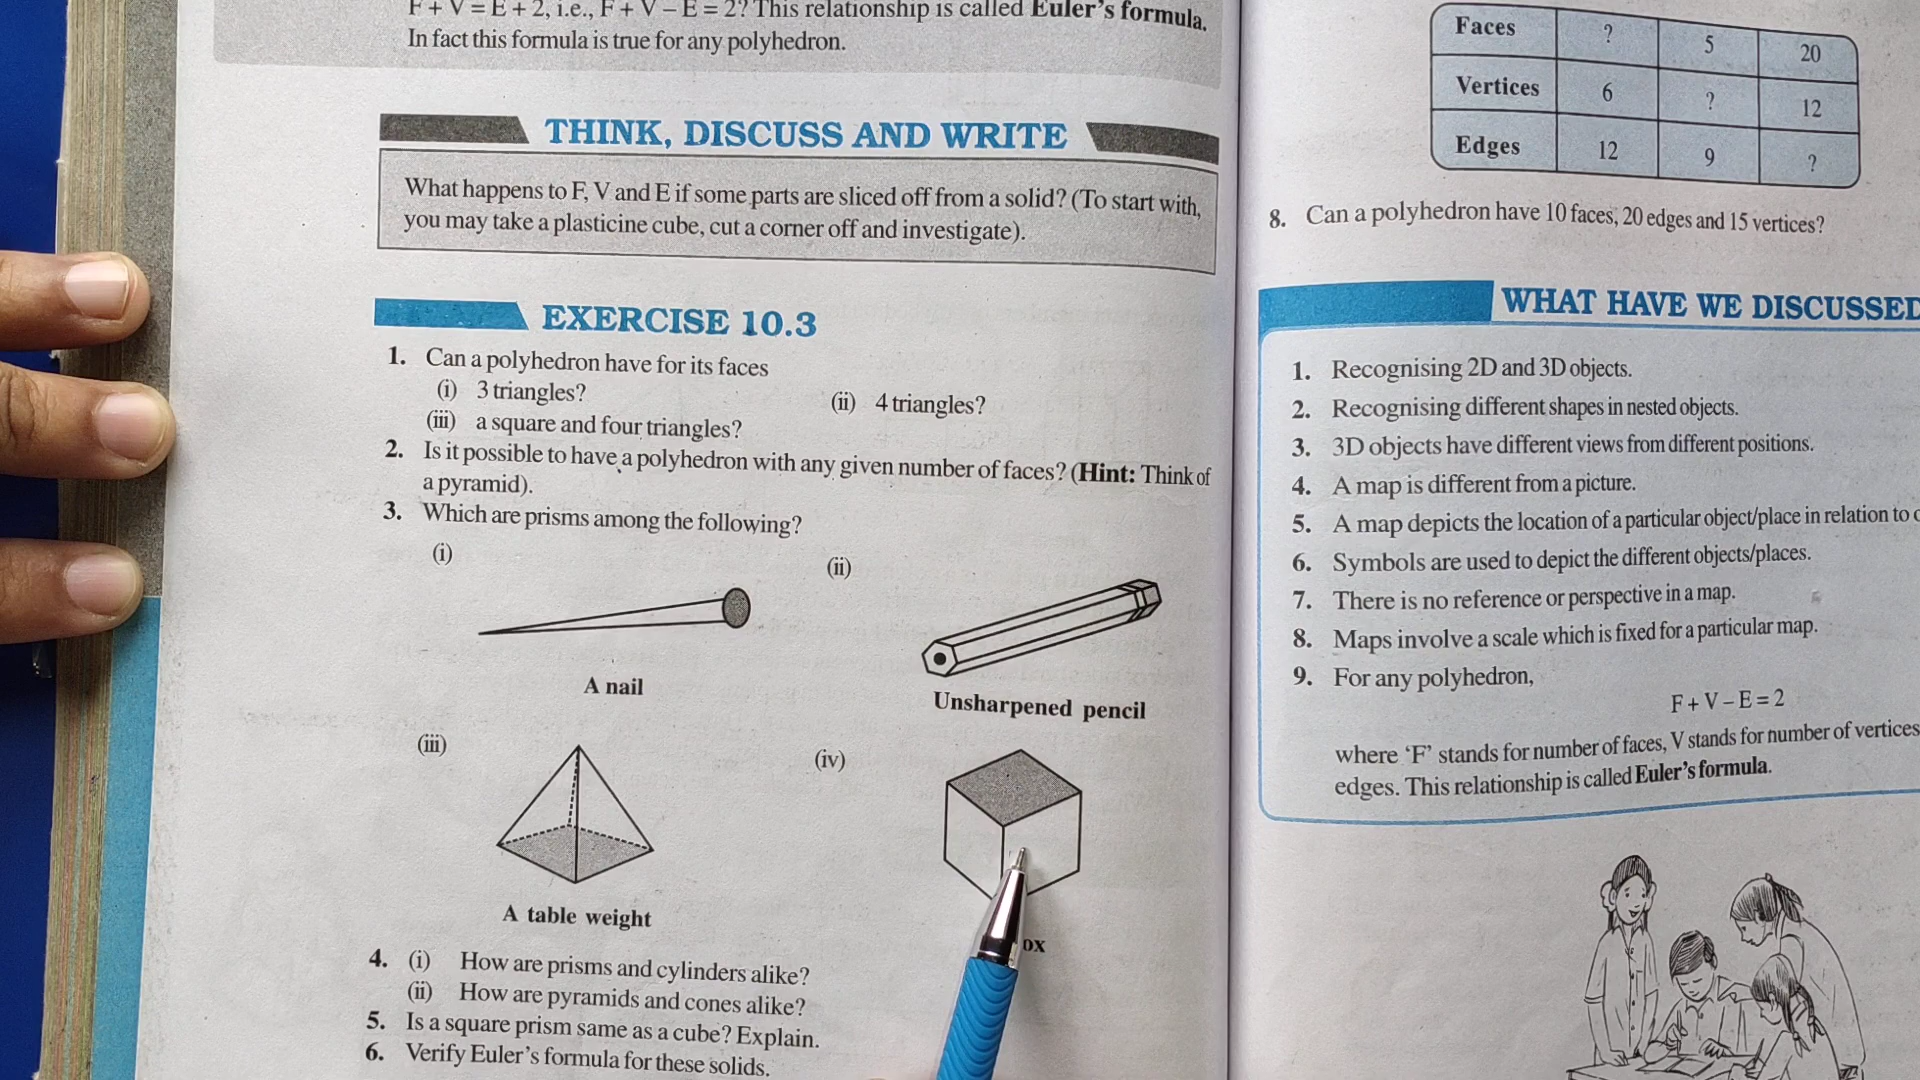 F + V = E + 2, i.e., F + V – E = 2? This relationship is called Euler's formula.
In fact this formula is true for any polyhedron.
THINK, DISCUSS AND WRITE
What happens to F, V and E if some parts are sliced off from a solid? (To start with,
you may take a plasticine cube, cut a corner off and investigate).
EXERCISE 10.3
1. Can a polyhedron have for its faces
(i) 3 triangles? (ii) 4 triangles?
(iii) a square and four triangles?
2. Is it possible to have a polyhedron with any given number of faces? (Hint: Think of
a pyramid).
3. Which are prisms among the following?
(i) (ii)
A nail Unsharpened pencil
(iii) (iv)
A table weight ox
4. (i) How are prisms and cylinders alike?
(ii) How are pyramids and cones alike?
5. Is a square prism same as a cube? Explain.
6. Verify Euler's formula for these solids.
Faces ? 5 20
Vertices 6 ? 12
Edges 12 9 ?
8. Can a polyhedron have 10 faces, 20 edges and 15 vertices?
WHAT HAVE WE DISCUSSED
1. Recognising 2D and 3D objects.
2. Recognising different shapes in nested objects.
3. 3D objects have different views from different positions.
4. A map is different from a picture.
5. A map depicts the location of a particular object/place in relation to
6. Symbols are used to depict the different objects/places.
7. There is no reference or perspective in a map.
8. Maps involve a scale which is fixed for a particular map.
9. For any polyhedron,
F + V – E = 2
where 'F' stands for number of faces, V stands for number of vertices
edges. This relationship is called Euler's formula.